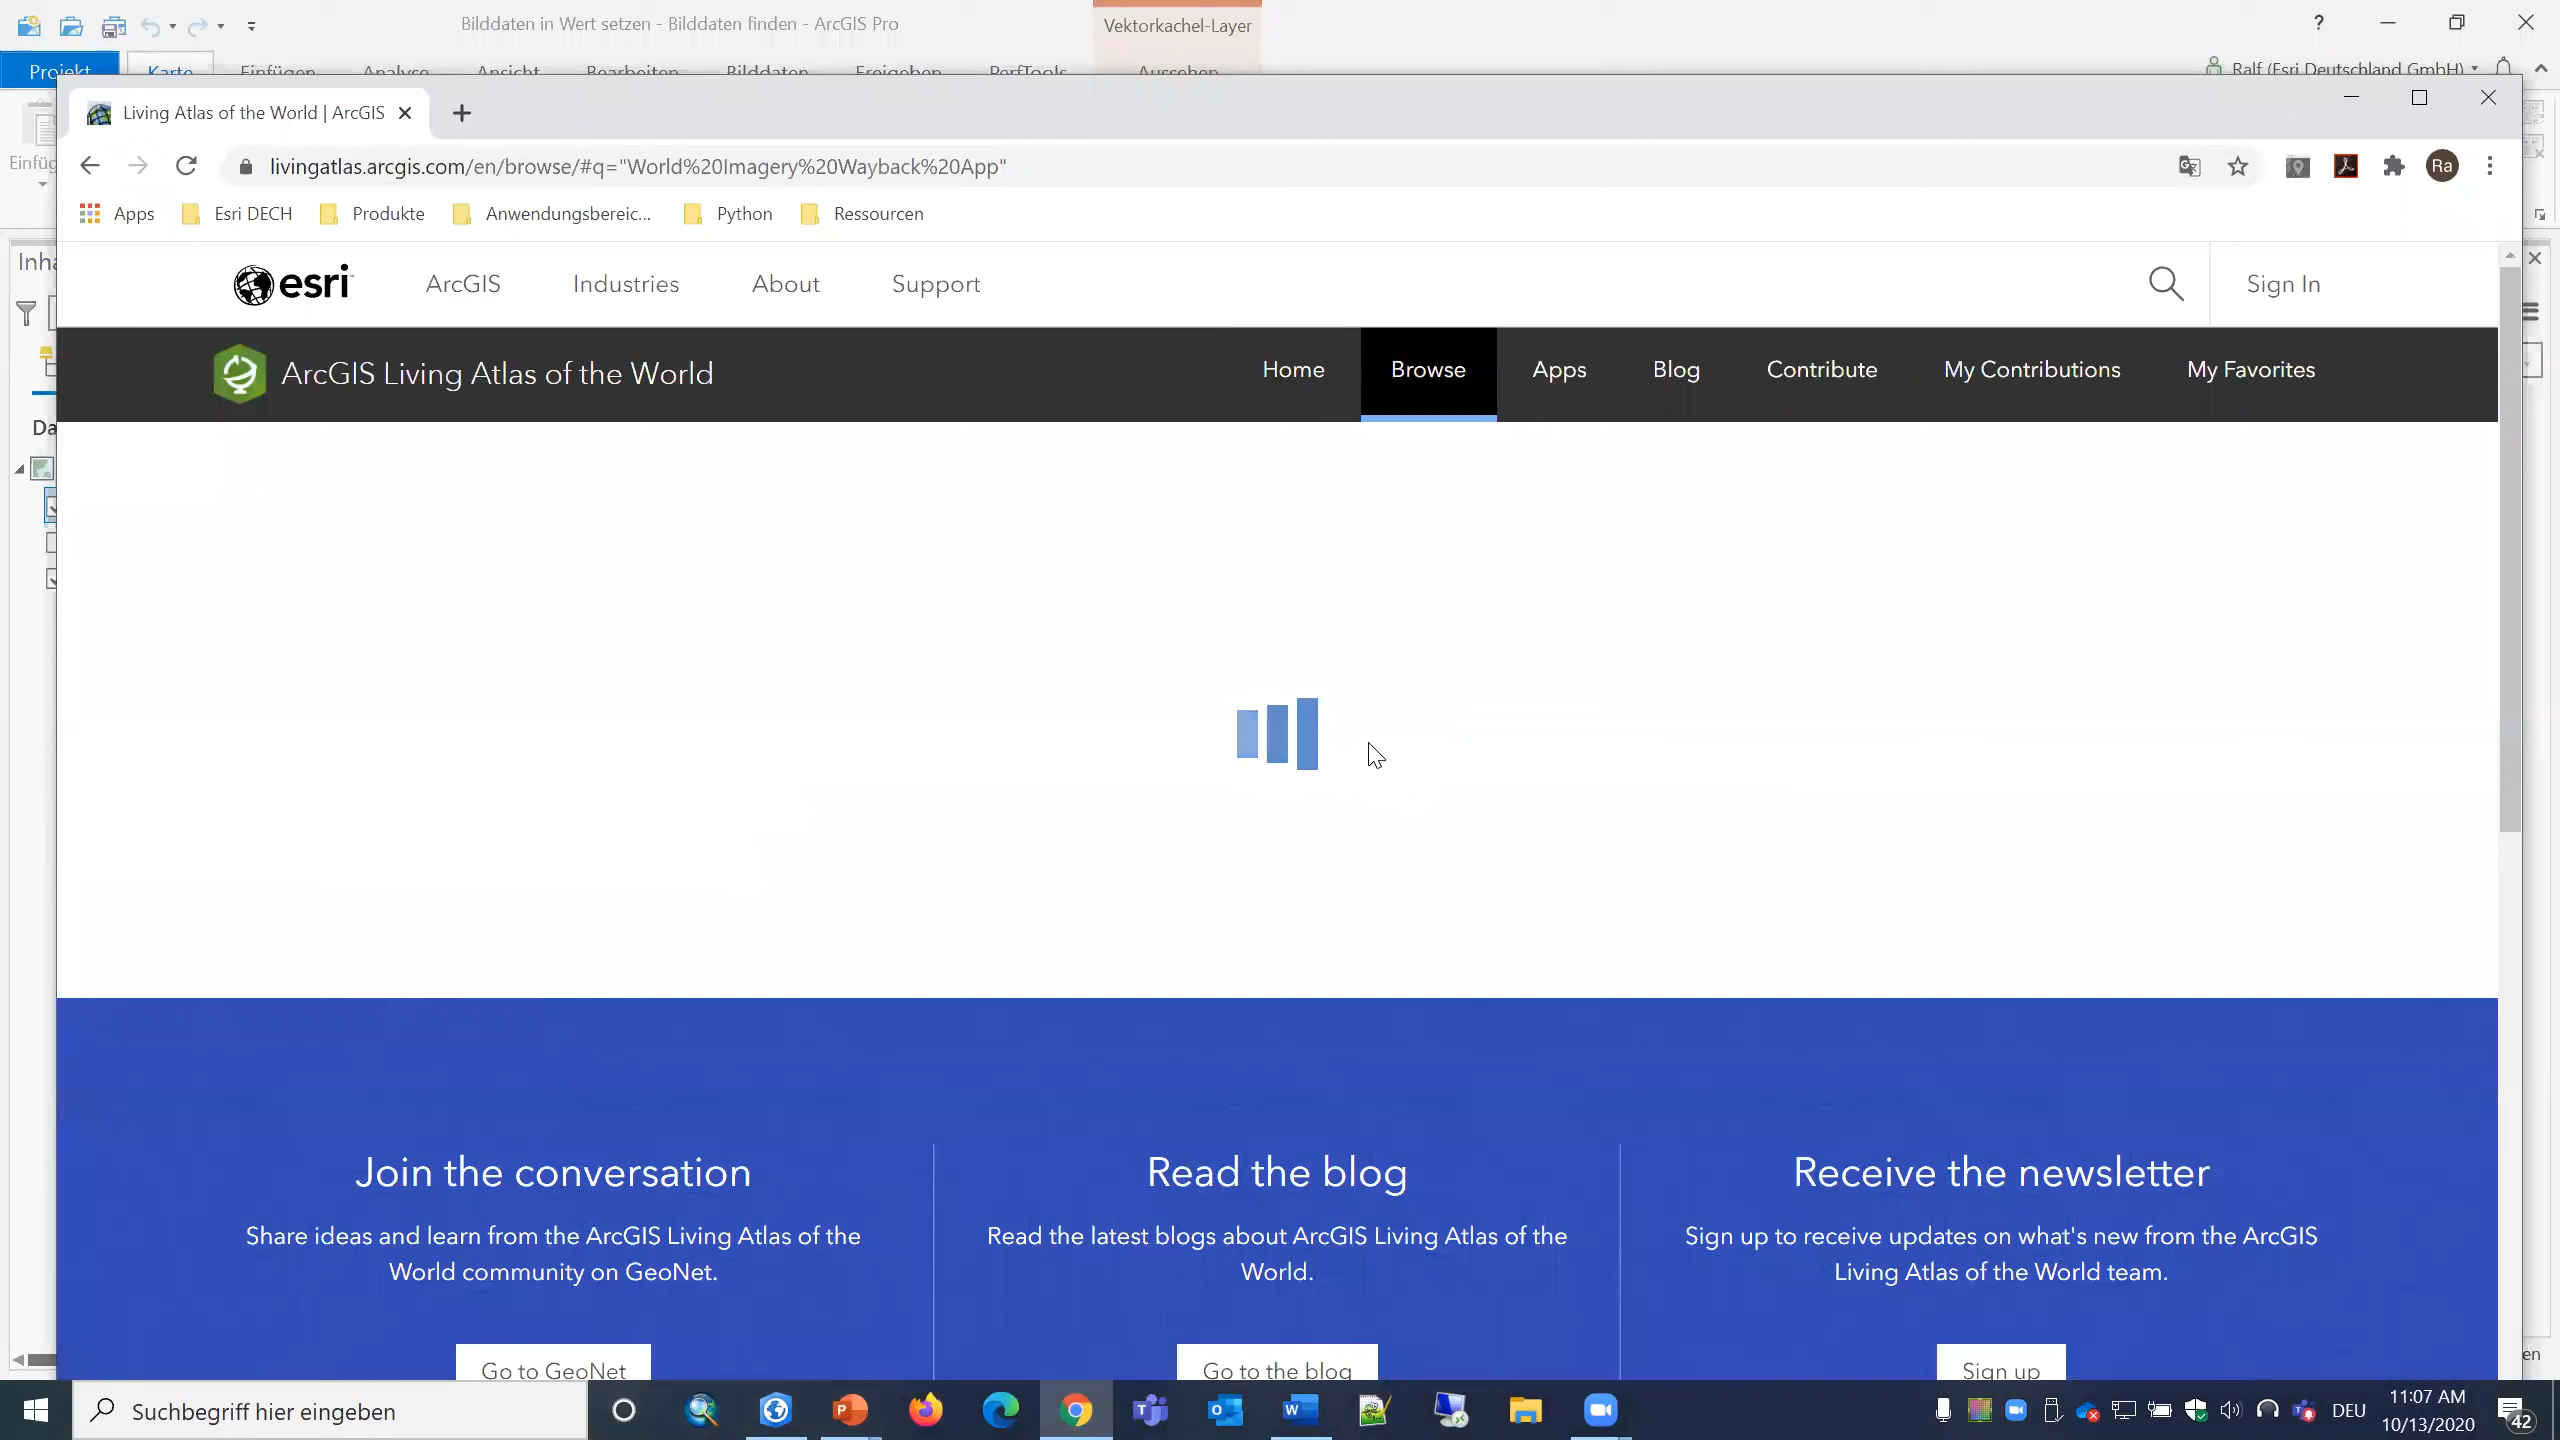 Bilddaten in Wert setzen - Bilddaten finden - ArcGIS Pro
Vektorkachel-Layer
?
Projekt Karte Einfügen Analyse Ansicht Bearbeiten Bilddaten Freigeben PerfTools Aussehen
Ralf (Esri Deutschland GmbH)
Living Atlas of the World | ArcGIS
livingatlas.arcgis.com/en/browse/#q="World%20Imagery%20Wayback%20App"
Ra
Einfüg
Apps Esri DECH Produkte Anwendungsbereic... Python Ressourcen
Inha
esri ArcGIS Industries About Support Sign In
ArcGIS Living Atlas of the World Home Browse Apps Blog Contribute My Contributions My Favorites
Da
Join the conversation
Share ideas and learn from the ArcGIS Living Atlas of the
World community on GeoNet.
Go to GeoNet
Read the blog
Read the latest blogs about ArcGIS Living Atlas of the
World.
Go to the blog
Receive the newsletter
Sign up to receive updates on what's new from the ArcGIS
Living Atlas of the World team.
Sign up
en
Suchbegriff hier eingeben
DEU
11:07 AM
10/13/2020
42